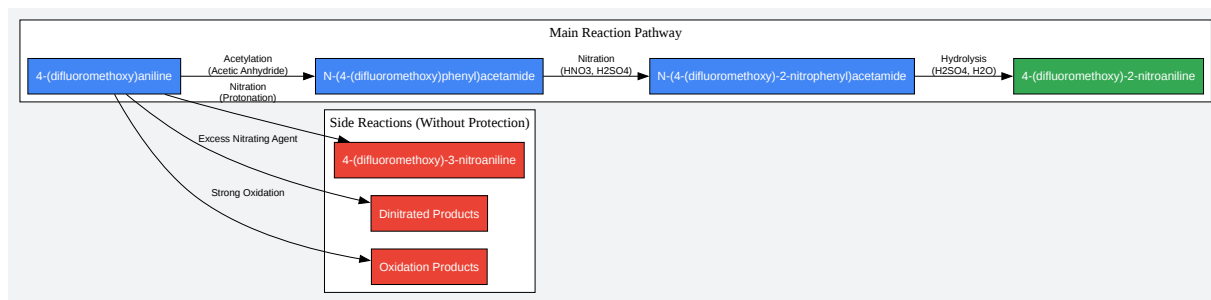 Main Reaction Pathway
4-(difluoromethoxy)aniline
Acetylation
(Acetic Anhydride)
N-(4-(difluoromethoxy)phenyl)acetamide
Nitration
(HNO3, H2SO4)
N-(4-(difluoromethoxy)-2-nitrophenyl)acetamide
Hydrolysis
(H2SO4, H2O)
4-(difluoromethoxy)-2-nitroaniline
Nitration
(Protonation)
Side Reactions (Without Protection)
Excess Nitrating Agent
4-(difluoromethoxy)-3-nitroaniline
Strong Oxidation
Dinitrated Products
Oxidation Products